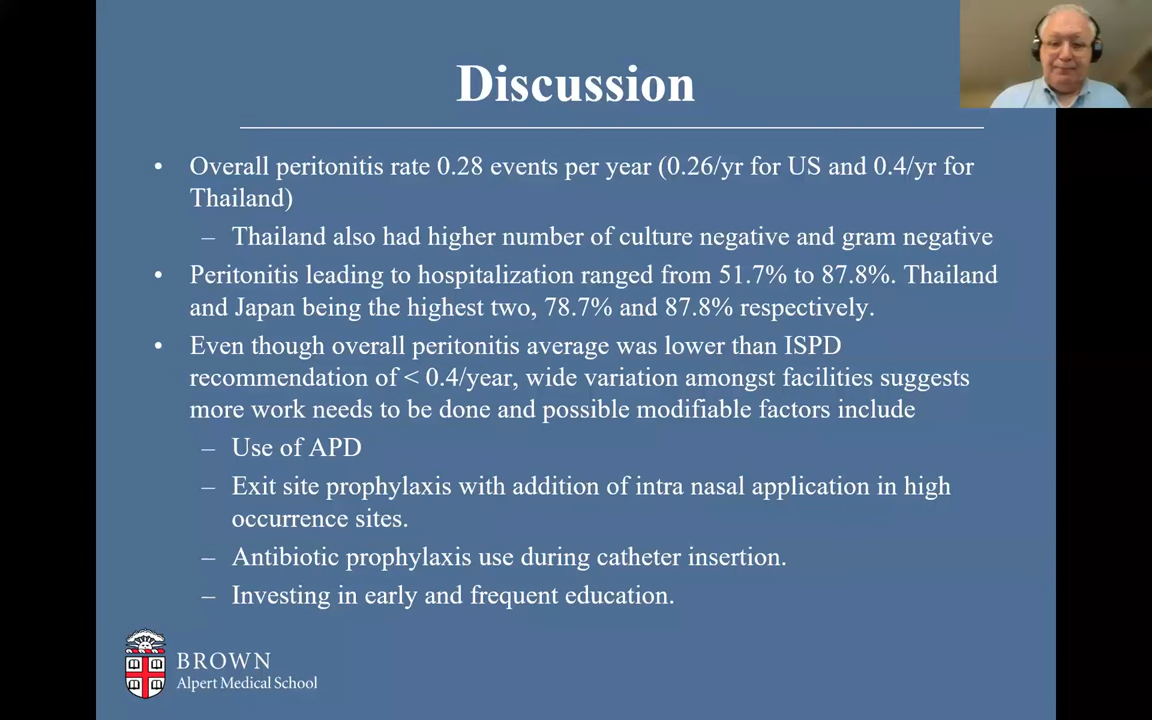 Discussion
• Overall peritonitis rate 0.28 events per year (0.26/yr for US and 0.4/yr for
Thailand)
– Thailand also had higher number of culture negative and gram negative
• Peritonitis leading to hospitalization ranged from 51.7% to 87.8%. Thailand
and Japan being the highest two, 78.7% and 87.8% respectively.
• Even though overall peritonitis average was lower than ISPD
recommendation of < 0.4/year, wide variation amongst facilities suggests
more work needs to be done and possible modifiable factors include
– Use of APD
– Exit site prophylaxis with addition of intra nasal application in high
occurrence sites.
– Antibiotic prophylaxis use during catheter insertion.
– Investing in early and frequent education.
BROWN
Alpert Medical School